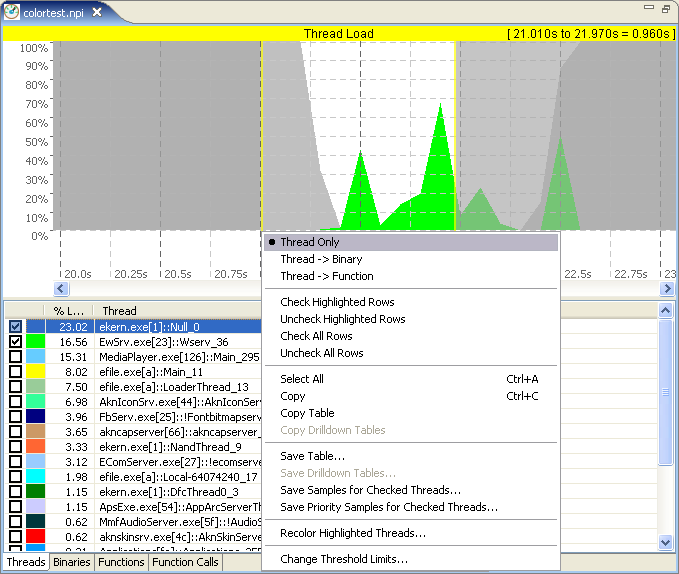 colortest.npi
Thread Load [ 21.010s to 21.970s = 0.960s ]
100%
90%
80%
70%
60%
50%
40%
30%
20%
10%
0%
20.0s 20.25s 20.5s 20.75s 22.5s 23
Thread Only
Thread -> Binary
Thread -> Function
Check Highlighted Rows
Uncheck Highlighted Rows
Check All Rows
Uncheck All Rows
Select All Ctrl+A
Copy Ctrl+C
Copy Table
Copy Drilldown Tables
Save Table...
Save Drilldown Tables...
Save Samples for Checked Threads...
Save Priority Samples for Checked Threads...
Recolor Highlighted Threads...
Change Threshold Limits...
% L... Thread
23.02 ekern.exe[1]::Null_0
16.56 EwSrv.exe[23]::Wserv_36
15.31 MediaPlayer.exe[126]::Main_295
8.02 efile.exe[a]::Main_11
7.50 efile.exe[a]::LoaderThread_13
6.98 AknIconSrv.exe[44]::AknIconServ
3.96 FbServ.exe[25]::!Fontbitmapserv
3.65 akncapserver[66]::akncapserver_
3.33 ekern.exe[1]::NandThread_9
3.12 EComServer.exe[27]::!ecomserve
1.98 efile.exe[a]::Local-64074240_17
1.15 ekern.exe[1]::DfcThread0_3
1.15 ApsExe.exe[54]::AppArcServerTh
0.62 MmfAudioServer.exe[5f]::!AudioS
0.62 aknskinsrv.exe[4c]::AknSkinServ
Threads Binaries Functions Function Calls